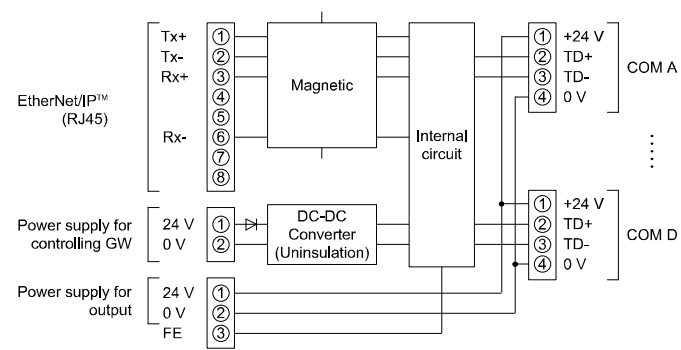 EtherNet/IP™
(RJ45)
Tx+ ①
Tx- ②
Rx+ ③
④
⑤
Rx- ⑥
⑦
⑧
Magnetic
Internal
circuit
① +24 V
② TD+
③ TD-
④ 0 V
COM A
Power supply for
controlling GW
24 V ①
0 V ②
DC-DC
Converter
(Uninsulation)
① +24 V
② TD+
③ TD-
④ 0 V
COM D
Power supply for
output
24 V ①
0 V ②
FE ③